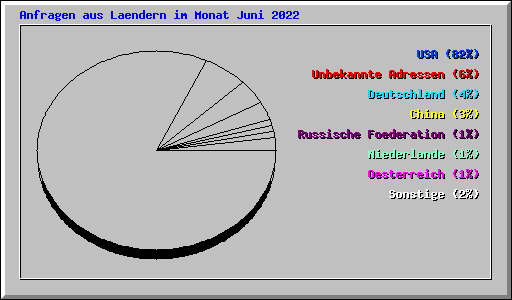 Anfragen aus Laendern im Monat Juni 2022
USA (82%)
Unbekannte Adressen (6%)
Deutschland (4%)
China (3%)
Russische Foederation (1%)
Niederlande (1%)
Oesterreich (1%)
Sonstige (2%)